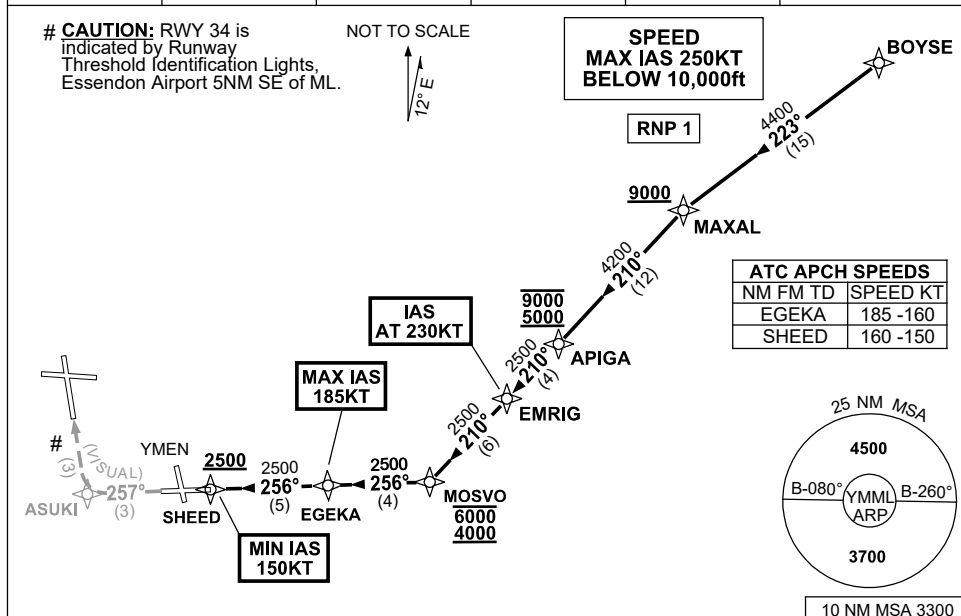 # CAUTION: RWY 34 is
indicated by Runway
Threshold Identification Lights,
Essendon Airport 5NM SE of ML.
NOT TO SCALE
12° E
SPEED
MAX IAS 250KT
BELOW 10,000ft
RNP 1
BOYSE
4400
223°
(15)
9000
MAXAL
4200
210°
(12)
ATC APCH SPEEDS
NM FM TD SPEED KT
EGEKA 185 -160
SHEED 160 -150
9000
5000
APIGA
IAS
AT 230KT
2500
210°
(4)
EMRIG
MAX IAS
185KT
2500
210°
(6)
25 NM MSA
4500
B-080° YMML B-260°
ARP
3700
10 NM MSA 3300
#
(VISUAL)
(3)
YMEN
2500
2500
256°
(5)
2500
256°
(4)
MOSVO
6000
4000
ASUKI
257°
(3)
SHEED
EGEKA
MIN IAS
150KT